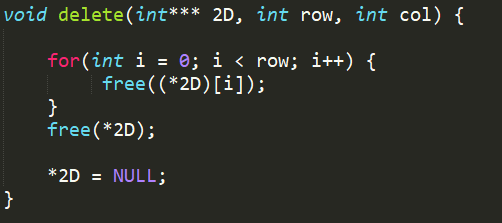 void delete(int*** 2D, int row, int col) {
for(int i = 0; i < row; i++) {
free((*2D)[i]);
}
free(*2D);
*2D = NULL;
}